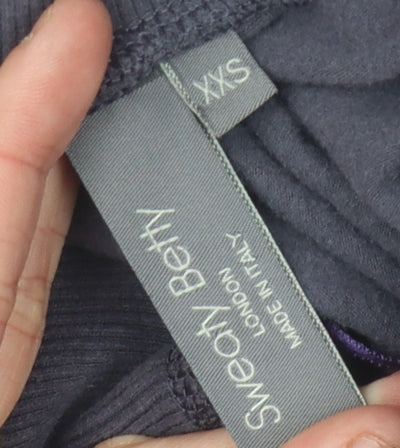 XXS
Sweaty Betty
LONDON
MADE IN ITALY